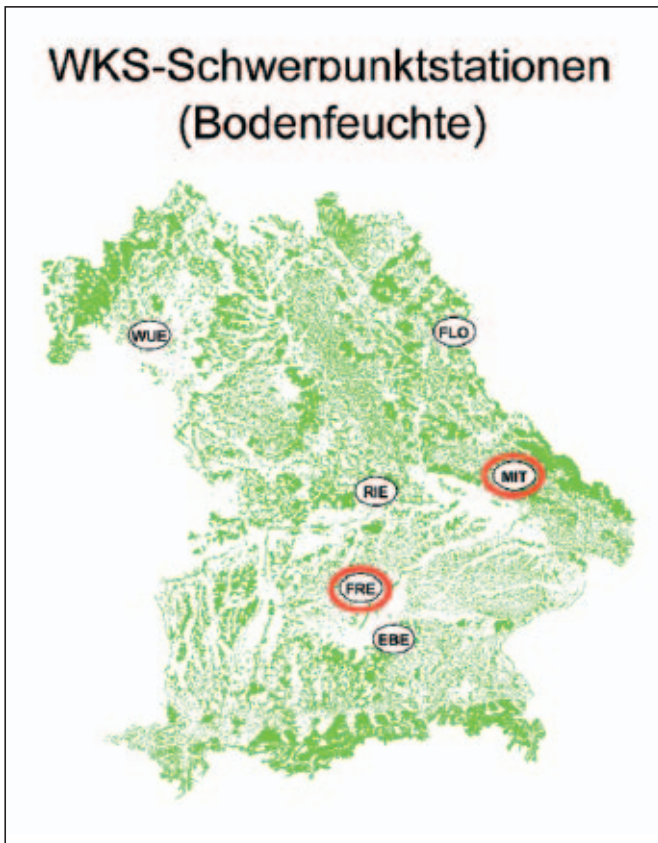 WKS-Schwerpunktstationen
(Bodenfeuchte)
WUE
FLO
MIT
RIE
FRE
EBE